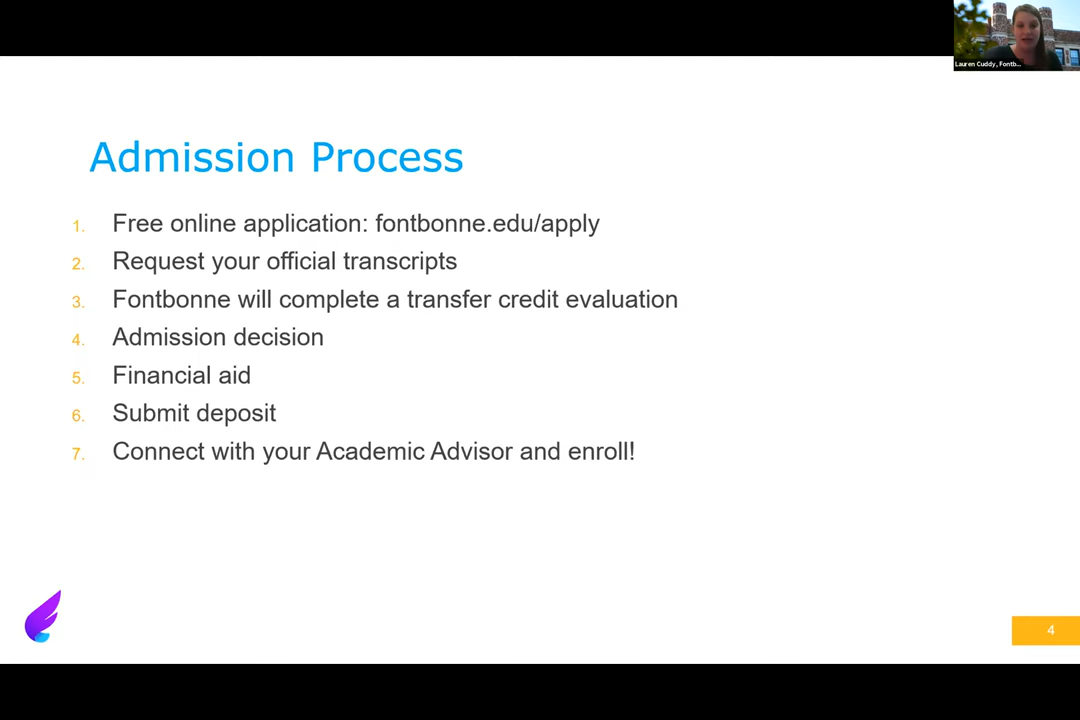 Lauren Cuddy, Fontb...
Admission Process
1. Free online application: fontbonne.edu/apply
2. Request your official transcripts
3. Fontbonne will complete a transfer credit evaluation
4. Admission decision
5. Financial aid
6. Submit deposit
7. Connect with your Academic Advisor and enroll!
4